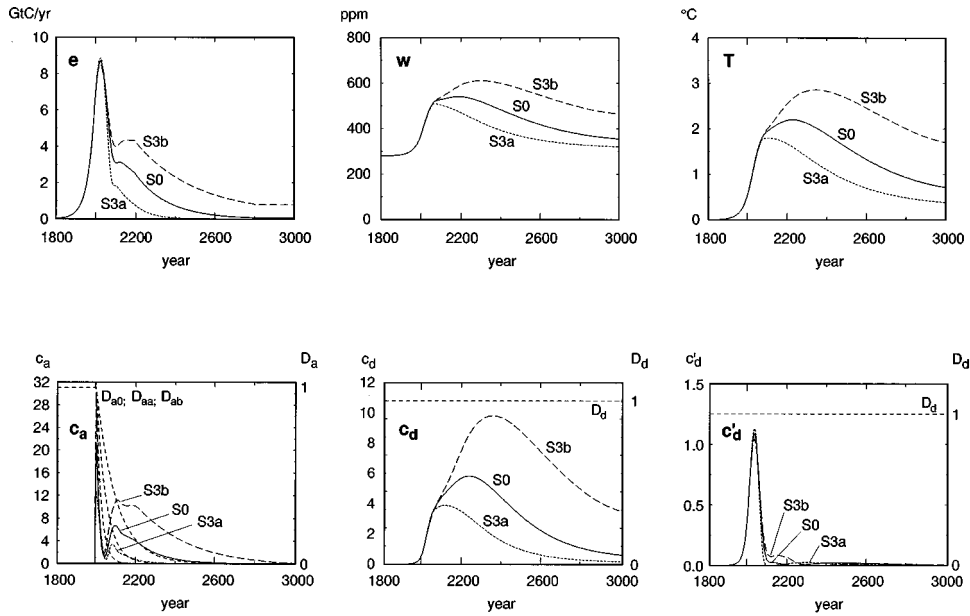 GtC/yr
10
8
6
4
2
0
e
S3b
S0
S3a
1800 2200 2600 3000
year
ppm
800
600
400
200
0
w
S3b
S0
S3a
1800 2200 2600 3000
year
°C
4
3
2
1
0
T
S3b
S0
S3a
1800 2200 2600 3000
year
c_a
D_a
32
28
24
20
16
12
8
4
0
1
0
D_a0; D_aa; D_ab
c_a
S3b
S0
S3a
1800 2200 2600 3000
year
c_d
D_d
12
10
8
6
4
2
0
1
0
D_d
c_d
S3b
S0
S3a
1800 2200 2600 3000
year
c'_d
D_d
1.5
1.0
0.5
0.0
1
0
D_d
c'_d
S3b
S0
S3a
1800 2200 2600 3000
year